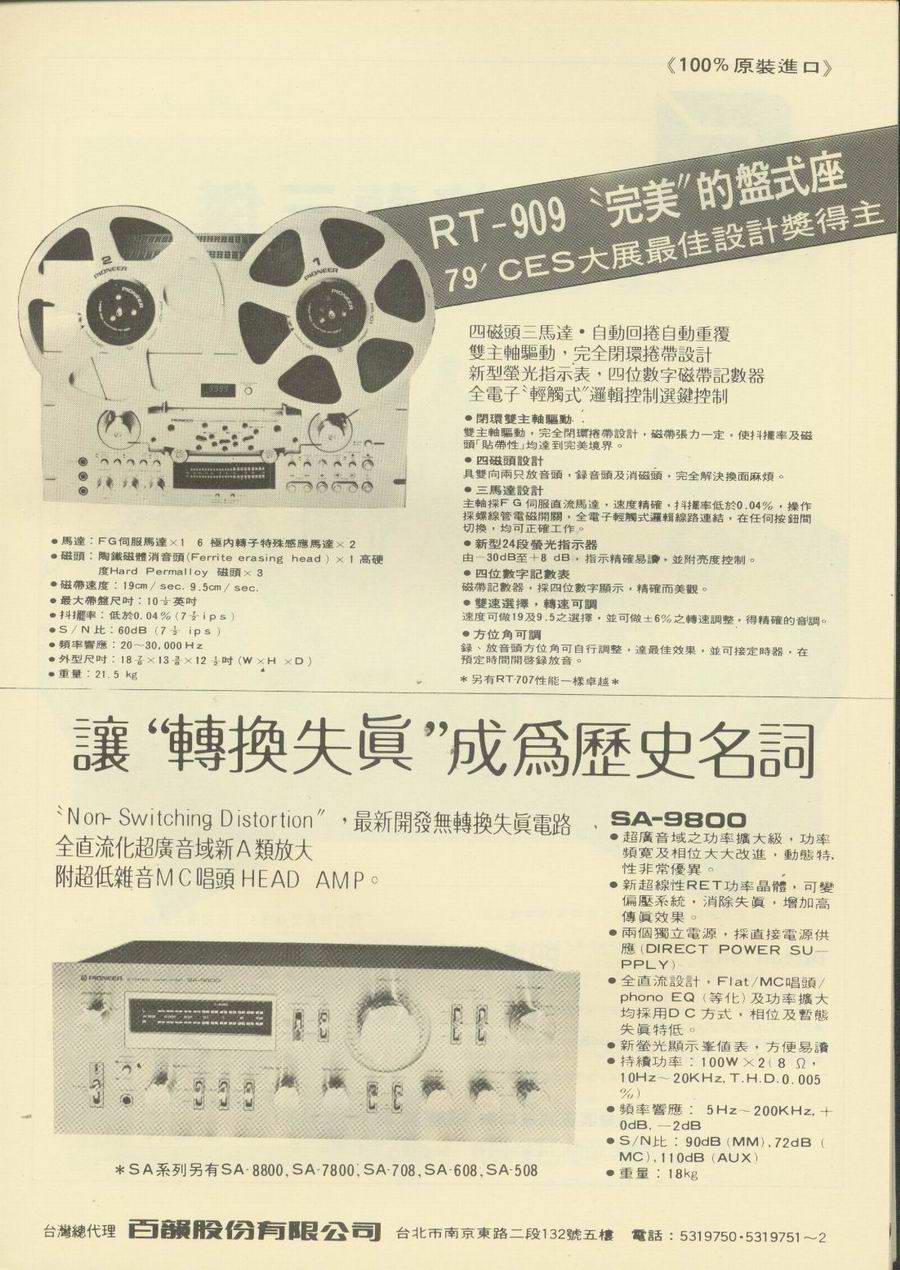 《100%原裝進口》
RT-909〝完美〞的盤式座
79′CES大展最佳設計獎得主
四磁頭三馬達•自動回捲自動重覆
雙主軸驅動，完全閉環捲帶設計
新型螢光指示表，四位數字磁帶記數器
全電子〝輕觸式〞邏輯控制選鍵控制
●閉環雙主軸驅動
雙主軸驅動，完全閉環捲帶設計，磁帶張力一定，使抖擺率及磁
頭「貼帶性」均達到完美境界。
●四磁頭設計
具雙向兩只放音頭，錄音頭及消磁頭，完全解決換面麻煩。
●三馬達設計
主軸採FG伺服直流馬達，速度精確，抖擺率低於0.04%，操作
採螺線管電磁開關，全電子輕觸式邏輯線路連結，在任何按鈕間
切換，均可正確工作。
●新型24段螢光指示器
由－30dB至＋8dB，指示精確易讀，並附亮度控制。
●四位數字記數表
磁帶記數器，採四位數字顯示，精確而美觀。
●雙速選擇，轉速可調
速度可做19及9.5之選擇，並可做±6%之轉速調整，得精確的音調。
●方位角可調
錄、放音頭方位角可自行調整，達最佳效果，並可接定時器，在
預定時間開啓錄放音。
＊另有RT-707性能一樣卓越＊
2
PIONEER
PIONEER
1
PIONEER
PIONEER
●馬達：FG伺服馬達×1 6 極內轉子特殊感應馬達×2
●磁頭：陶鐵磁體消音頭(Ferrite erasing head)×1高硬
度Hard Permalloy 磁頭×3
●磁帶速度：19cm/sec. 9.5cm/sec.
●最大帶盤尺吋：10½英吋
●抖擺率：低於0.04%(7½ips)
●S/N比：60dB (7½ ips)
●頻率響應：20～30,000Hz
●外型尺吋：18⅞×13⅜×12½吋(W×H×D)
●重量：21.5 kg
讓“轉換失眞”成爲歷史名詞
〝Non-Switching Distortion〞，最新開發無轉換失眞電路
全直流化超廣音域新A類放大
附超低雜音MC唱頭HEAD AMP。
PIONEER
SA-9800
SA-9800
●超廣音域之功率擴大級，功率
頻寬及相位大大改進，動態特
性非常優異。
●新超線性RET功率晶體，可變
偏壓系統，消除失眞，增加高
傳眞效果。
●兩個獨立電源，採直接電源供
應(DIRECT POWER SU—
PPLY)
●全直流設計，Flat/MC唱頭/
phono EQ (等化)及功率擴大
均採用DC方式，相位及暫態
失眞特低。
●新螢光顯示峯値表，方便易讀
●持續功率：100W×2(8 Ω，
10Hz～20KHz,T.H.D.0.005
%)
●頻率響應： 5Hz～200KHz,＋
0dB,－2dB
●S/N比：90dB (MM),72dB (
MC),110dB (AUX)
●重量：18kg
＊SA系列另有SA-8800,SA-7800,SA-708,SA-608,SA-508
台灣總代理 百韻股份有限公司 台北市南京東路二段132號五樓 電話：5319750•5319751～2